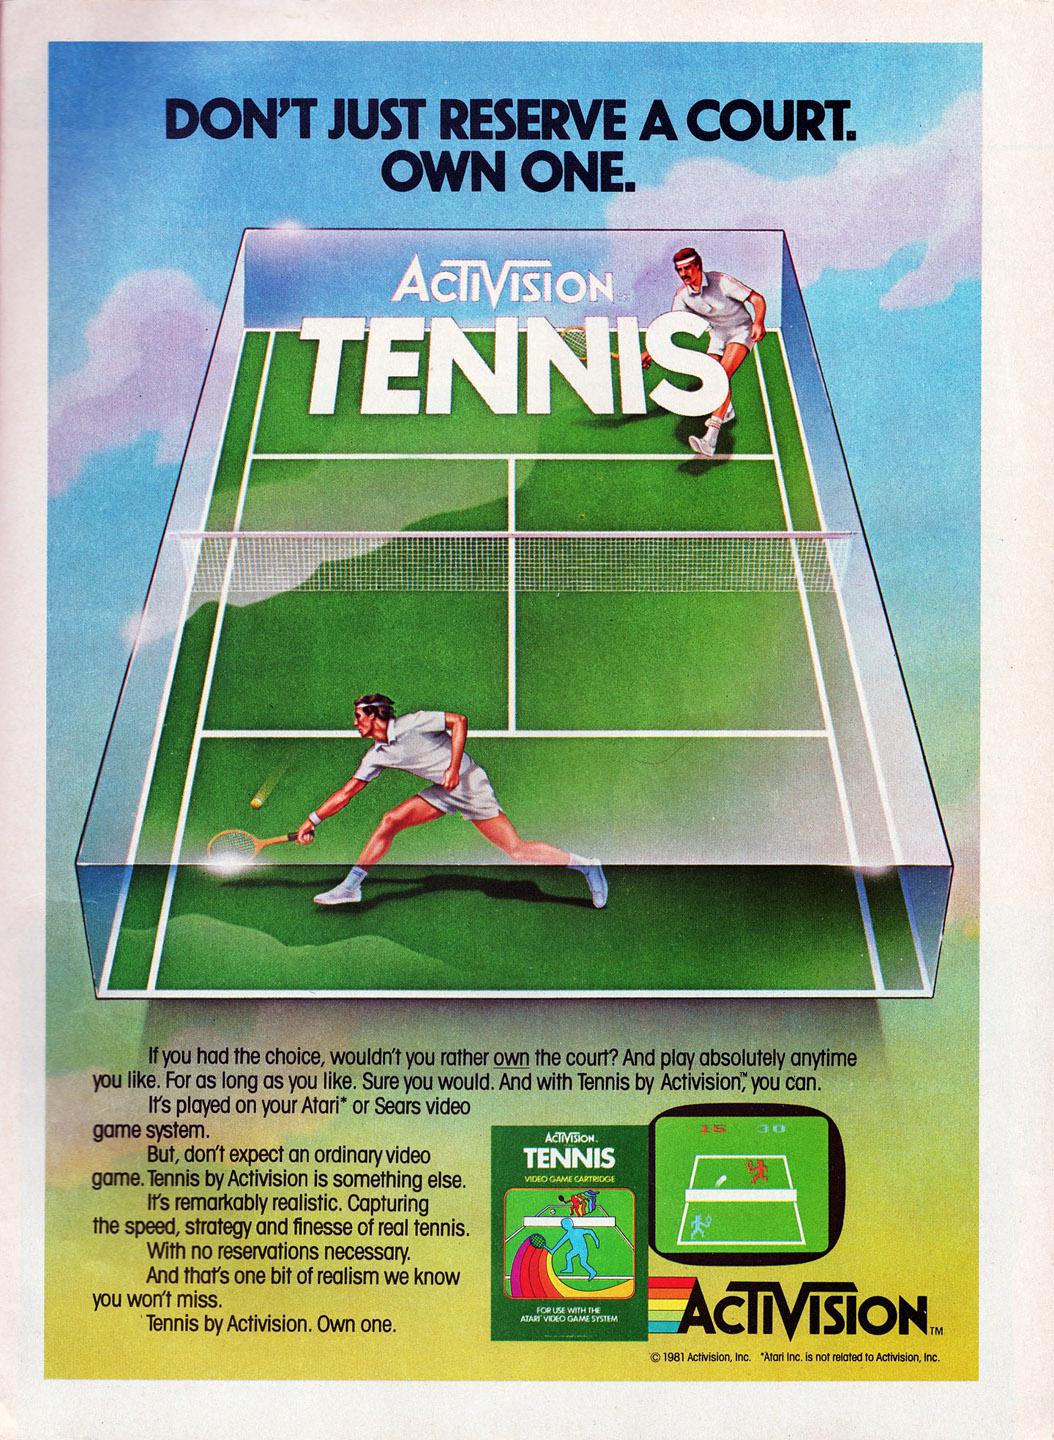 DON'T JUST RESERVE A COURT.
OWN ONE.
ACTIVISION™
TENNIS
If you had the choice, wouldn't you rather own the court? And play absolutely anytime
you like. For as long as you like. Sure you would. And with Tennis by Activision,™ you can.
It's played on your Atari* or Sears video
game system.
But, don't expect an ordinary video
game. Tennis by Activision is something else.
It's remarkably realistic. Capturing
the speed, strategy and finesse of real tennis.
With no reservations necessary.
And that's one bit of realism we know
you won't miss.
Tennis by Activision. Own one.
ACTIVISION™
TENNIS
VIDEO GAME CARTRIDGE
FOR USE WITH THE
ATARI® VIDEO GAME SYSTEM
15 30
ACTIVISION™
© 1981 Activision, Inc. *Atari Inc. is not related to Activision, Inc.